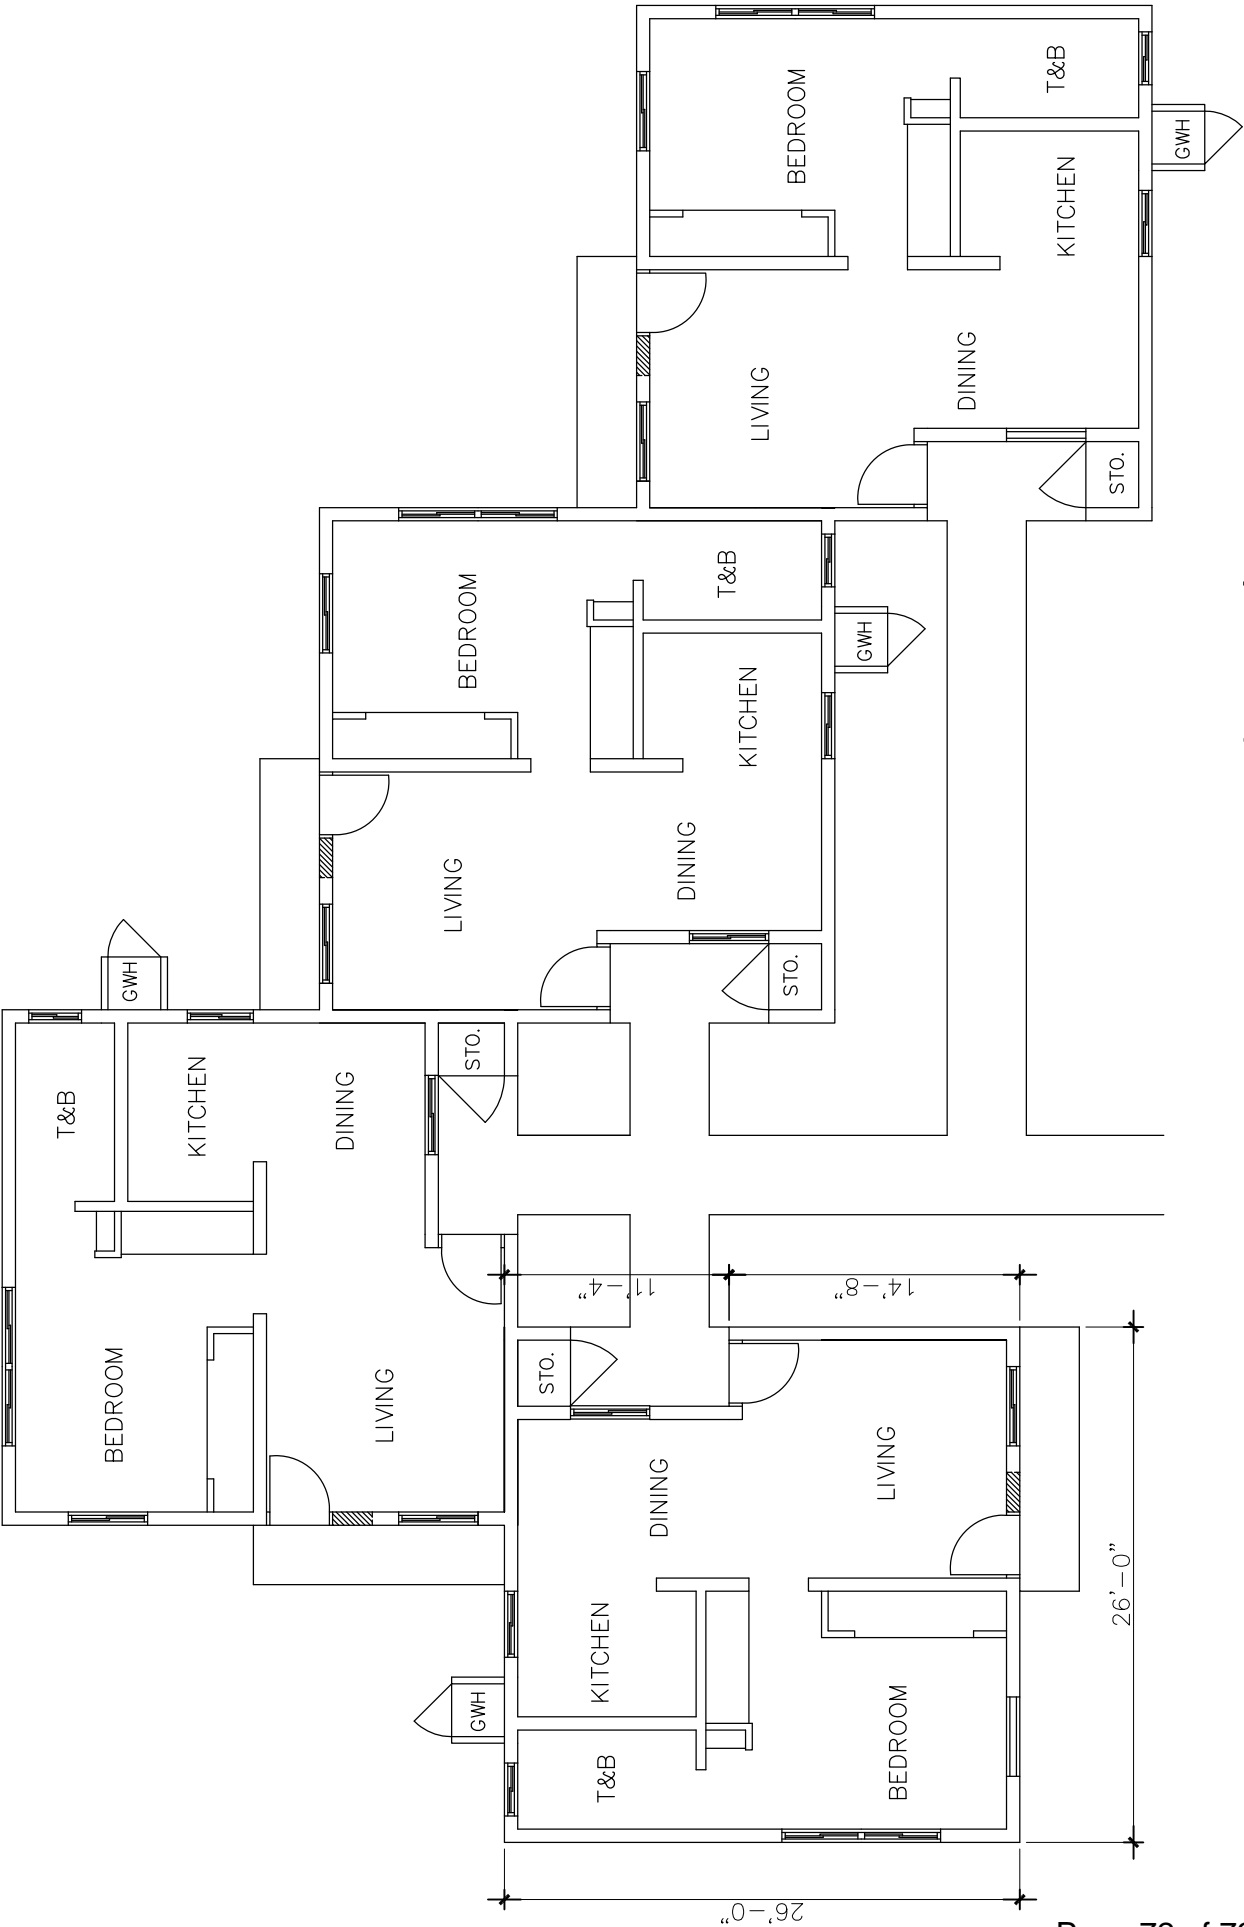 T&B
BEDROOM
GWH
KITCHEN
DINING
LIVING
STO.
T&B
BEDROOM
GWH
KITCHEN
DINING
LIVING
STO.
GWH
T&B
KITCHEN
DINING
STO.
BEDROOM
LIVING
11'-4"
14'-8"
STO.
DINING
LIVING
KITCHEN
GWH
T&B
BEDROOM
26'-0"
26'-0"